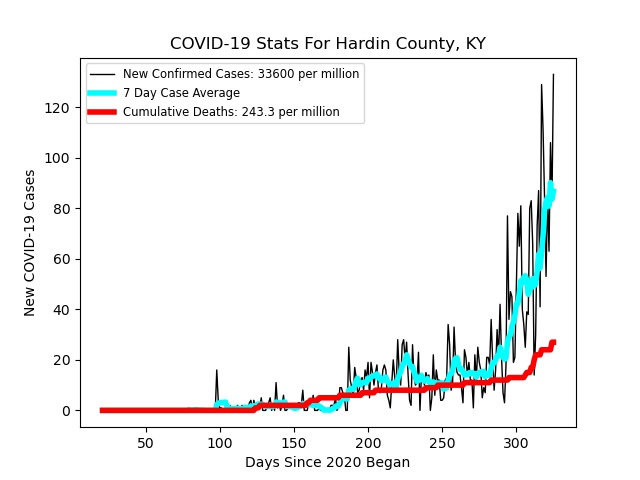 COVID-19 Stats For Hardin County, KY
New Confirmed Cases: 33600 per million
7 Day Case Average
Cumulative Deaths: 243.3 per million
New COVID-19 Cases
120
100
80
60
40
20
0
50 100 150 200 250 300
Days Since 2020 Began